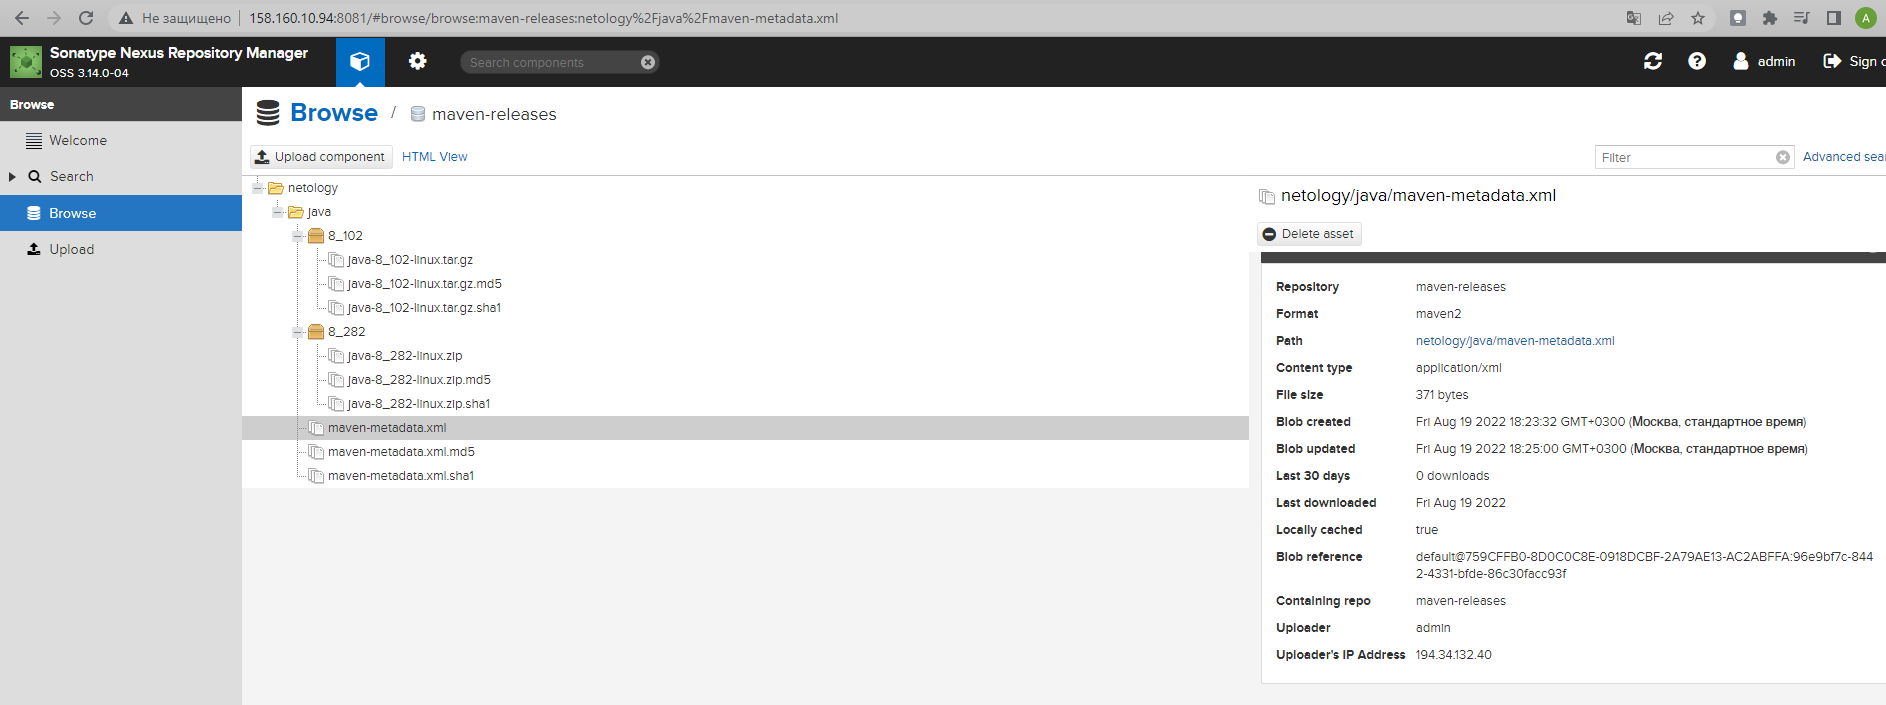 Не защищено 158.160.10.94:8081/#browse/browse:maven-releases:netology%2Fjava%2Fmaven-metadata.xml
A
Sonatype Nexus Repository Manager
OSS 3.14.0-04
Search components
admin
Sign o
Browse
Welcome
Search
Browse
Upload
Browse / maven-releases
Upload component HTML View
Filter
Advanced sear
netology
java
8_102
java-8_102-linux.tar.gz
java-8_102-linux.tar.gz.md5
java-8_102-linux.tar.gz.sha1
8_282
java-8_282-linux.zip
java-8_282-linux.zip.md5
java-8_282-linux.zip.sha1
maven-metadata.xml
maven-metadata.xml.md5
maven-metadata.xml.sha1
netology/java/maven-metadata.xml
Delete asset
Repository maven-releases
Format maven2
Path netology/java/maven-metadata.xml
Content type application/xml
File size 371 bytes
Blob created Fri Aug 19 2022 18:23:32 GMT+0300 (Москва, стандартное время)
Blob updated Fri Aug 19 2022 18:25:00 GMT+0300 (Москва, стандартное время)
Last 30 days 0 downloads
Last downloaded Fri Aug 19 2022
Locally cached true
Blob reference default@759CFFB0-8D0C0C8E-0918DCBF-2A79AE13-AC2ABFFA:96e9bf7c-844
2-4331-bfde-86c30facc93f
Containing repo maven-releases
Uploader admin
Uploader's IP Address 194.34.132.40